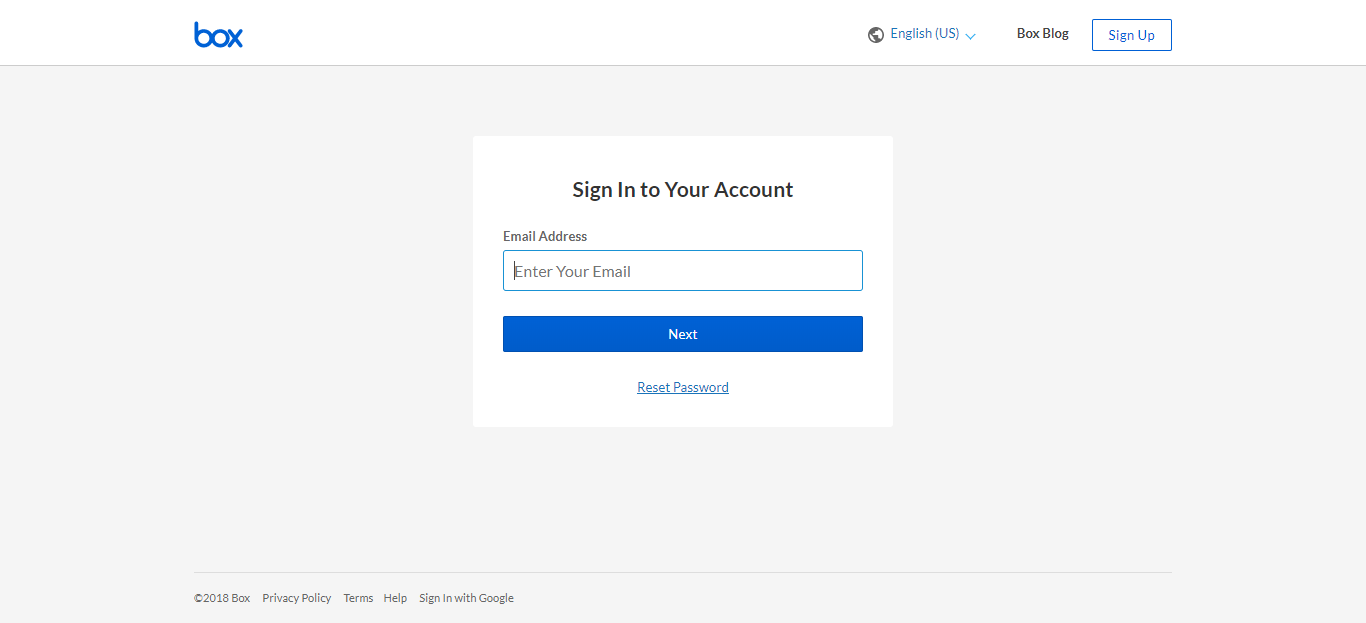 box
English (US)
Box Blog
Sign Up
Sign In to Your Account
Email Address
Enter Your Email
Next
Reset Password
©2018 Box Privacy Policy Terms Help Sign In with Google